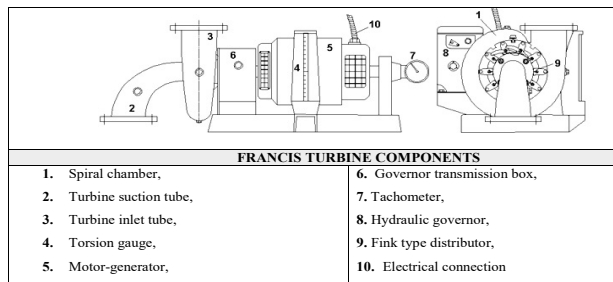 10
3
5
7
4
6
2
1
8
9
FRANCIS TURBINE COMPONENTS
1. Spiral chamber,
2. Turbine suction tube,
3. Turbine inlet tube,
4. Torsion gauge,
5. Motor-generator,
6. Governor transmission box,
7. Tachometer,
8. Hydraulic governor,
9. Fink type distributor,
10. Electrical connection